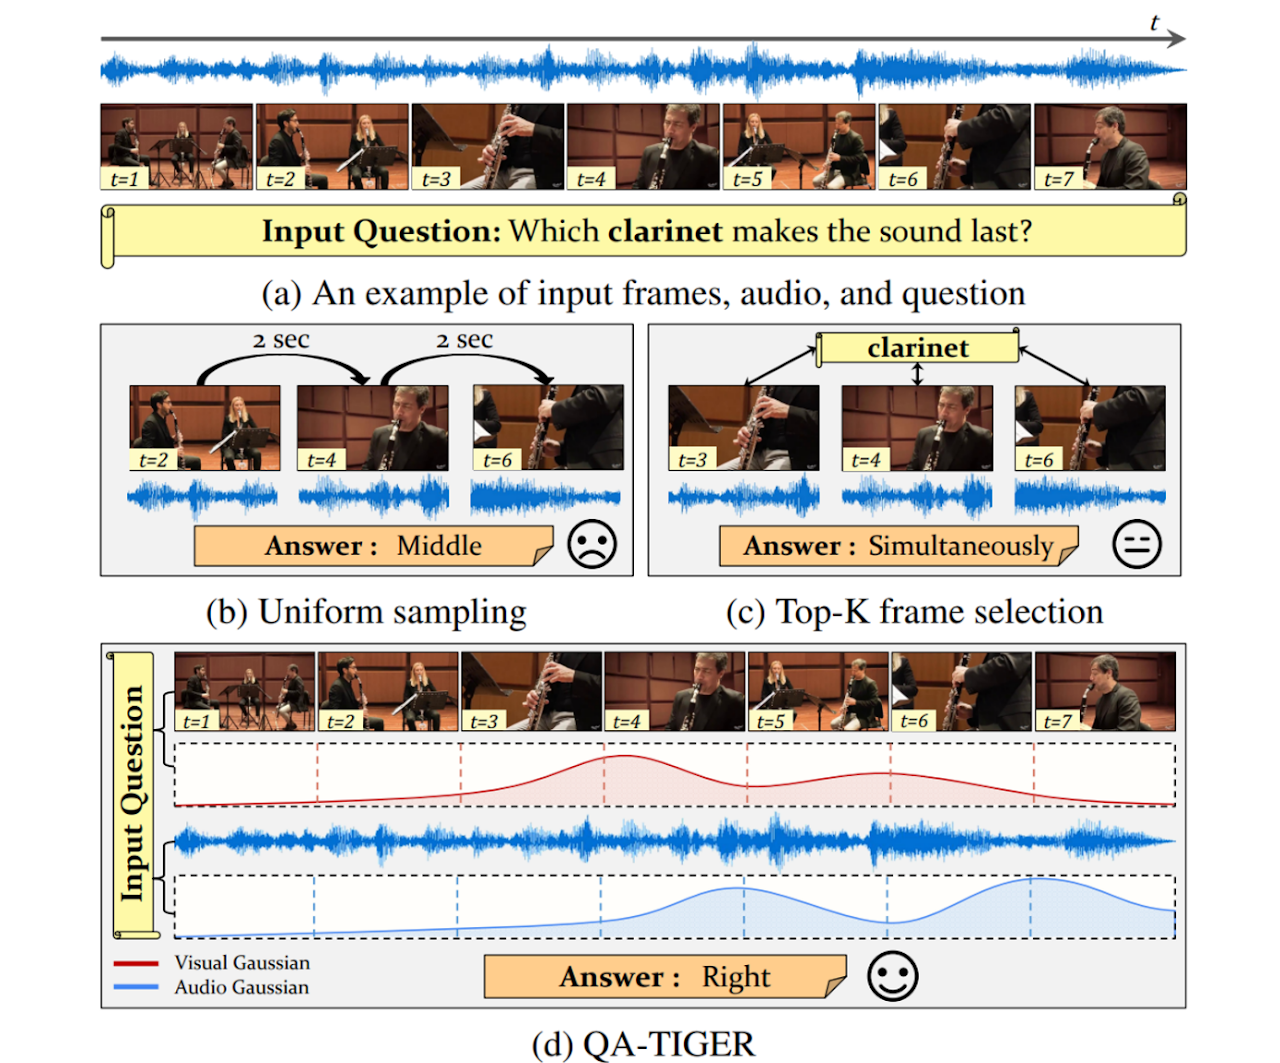 t
t=1 t=2 t=3 t=4 t=5 t=6 t=7
Input Question: Which clarinet makes the sound last?
(a) An example of input frames, audio, and question
2 sec 2 sec
t=2 t=4 t=6
Answer : Middle
(b) Uniform sampling
clarinet
t=3 t=4 t=6
Answer : Simultaneously
(c) Top-K frame selection
Input Question
t=1 t=2 t=3 t=4 t=5 t=6 t=7
Visual Gaussian
Audio Gaussian
Answer : Right
(d) QA-TIGER